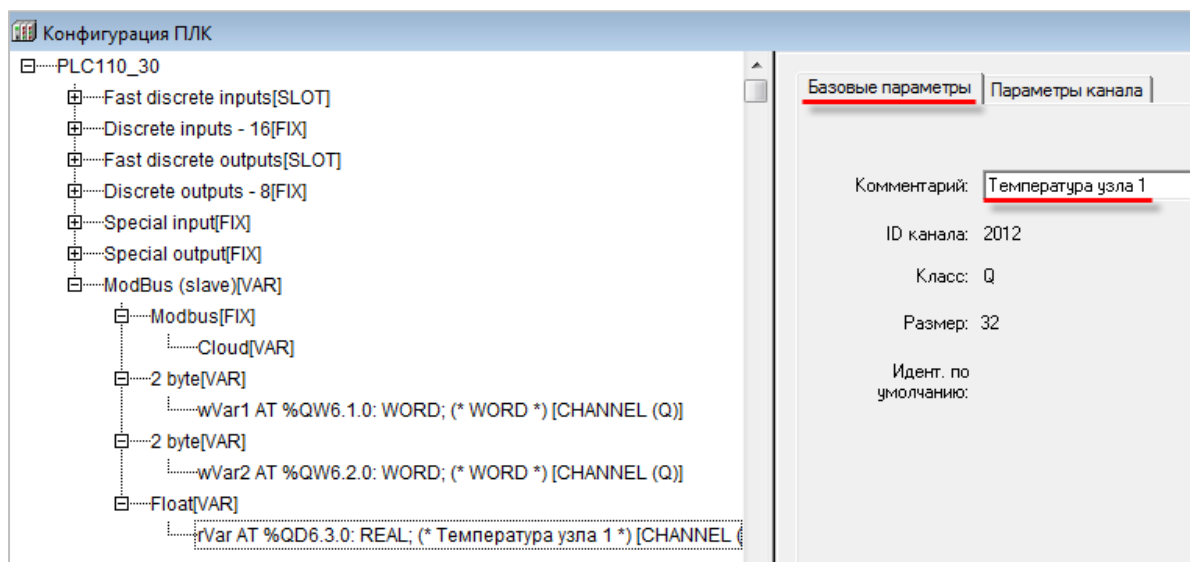 Конфигурация ПЛК
PLC110_30
Fast discrete inputs[SLOT]
Discrete inputs - 16[FIX]
Fast discrete outputs[SLOT]
Discrete outputs - 8[FIX]
Special input[FIX]
Special output[FIX]
ModBus (slave)[VAR]
Modbus[FIX]
Cloud[VAR]
2 byte[VAR]
wVar1 AT %QW6.1.0: WORD; (* WORD *) [CHANNEL (Q)]
2 byte[VAR]
wVar2 AT %QW6.2.0: WORD; (* WORD *) [CHANNEL (Q)]
Float[VAR]
rVar AT %QD6.3.0: REAL; (* Температура узла 1 *) [CHANNEL (
Базовые параметры Параметры канала
Комментарий: Температура узла 1
ID канала: 2012
Класс: Q
Размер: 32
Идент. по
умолчанию: